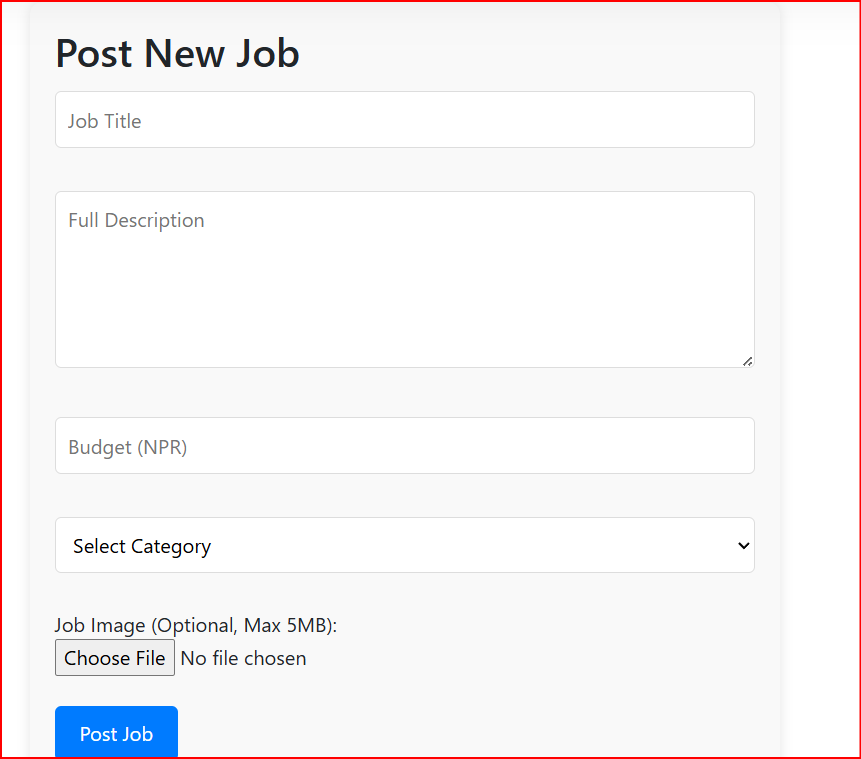 Post New Job
Job Title
Full Description
Budget (NPR)
Select Category
Job Image (Optional, Max 5MB):
Choose File No file chosen
Post Job